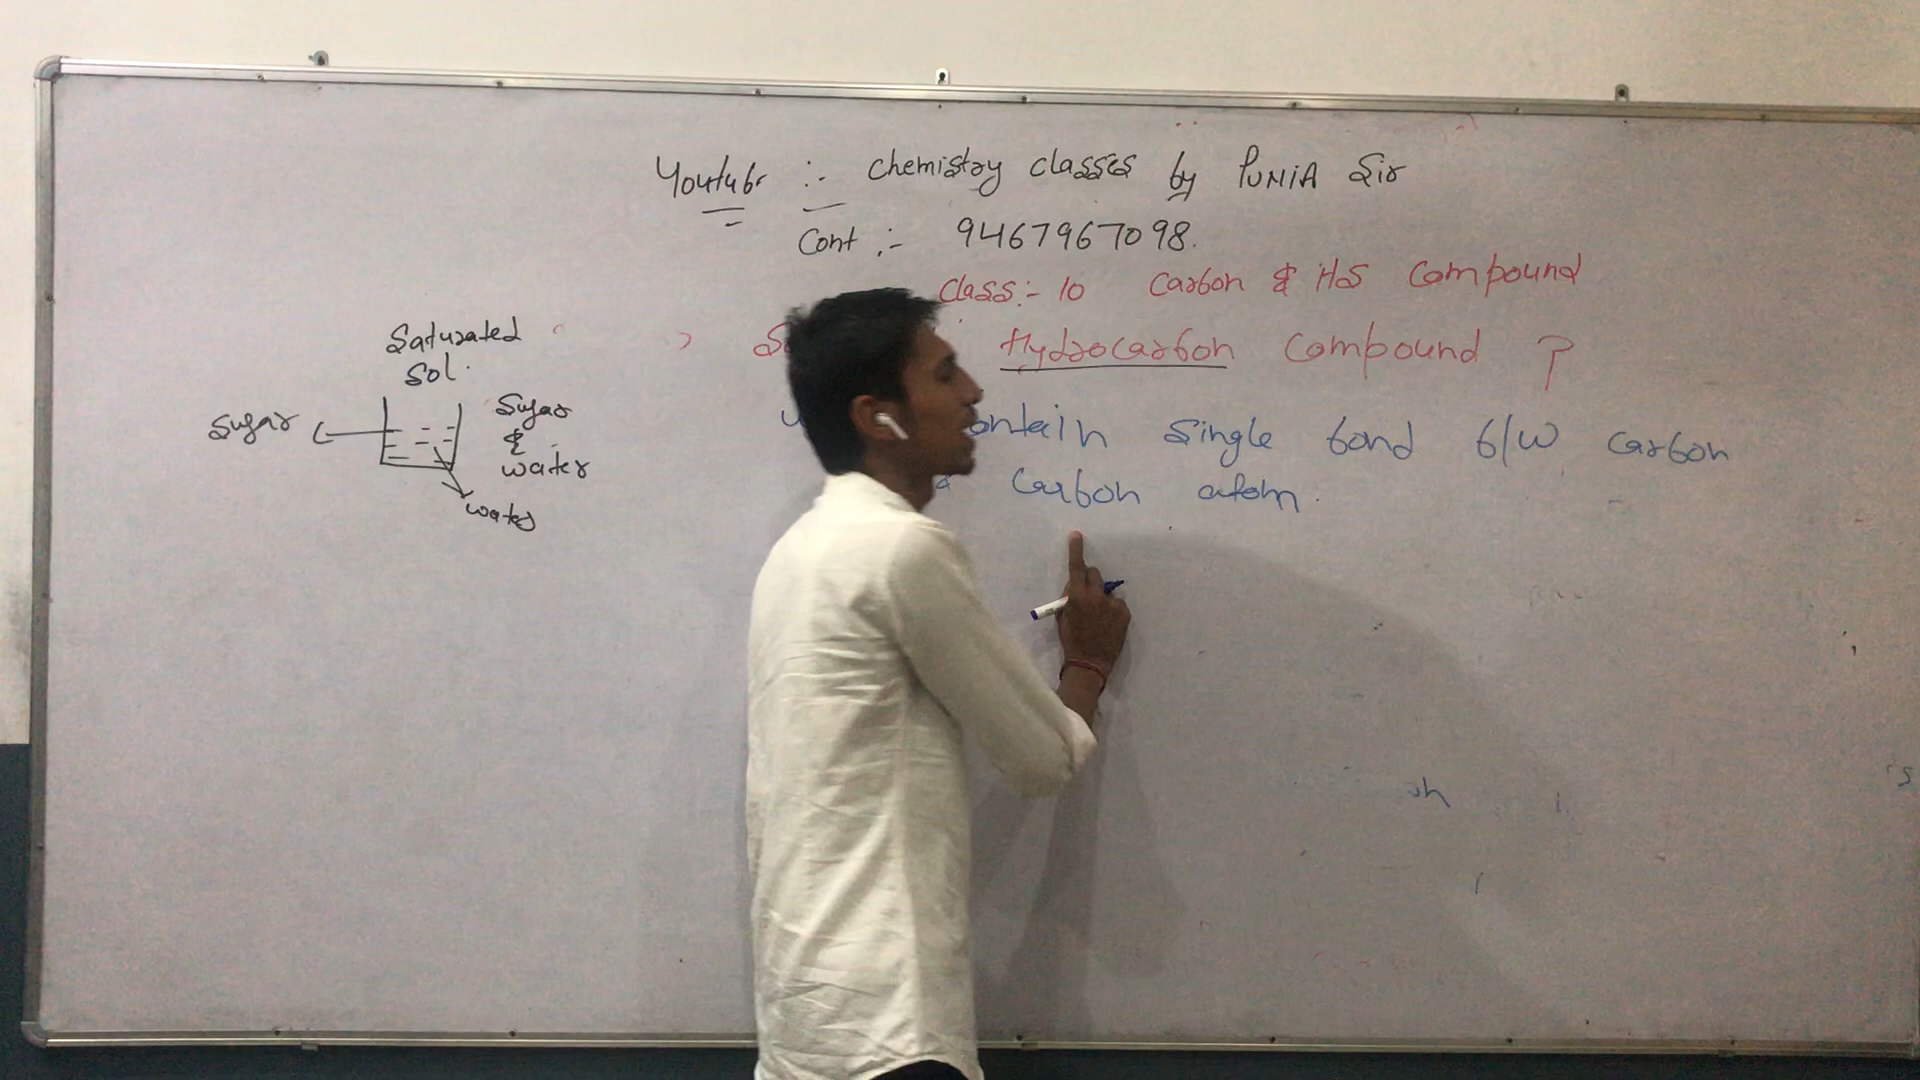 Youtube :- Chemistry classes by PUNIA Sir
Cont :- 9467967098.
Class:- 10 Carbon & Its Compound
Hydrocarbon Compound ?
contain single bond b/w carbon
carbon atom.
Saturated
Sol.
Sugar
Sugar
&
water
water